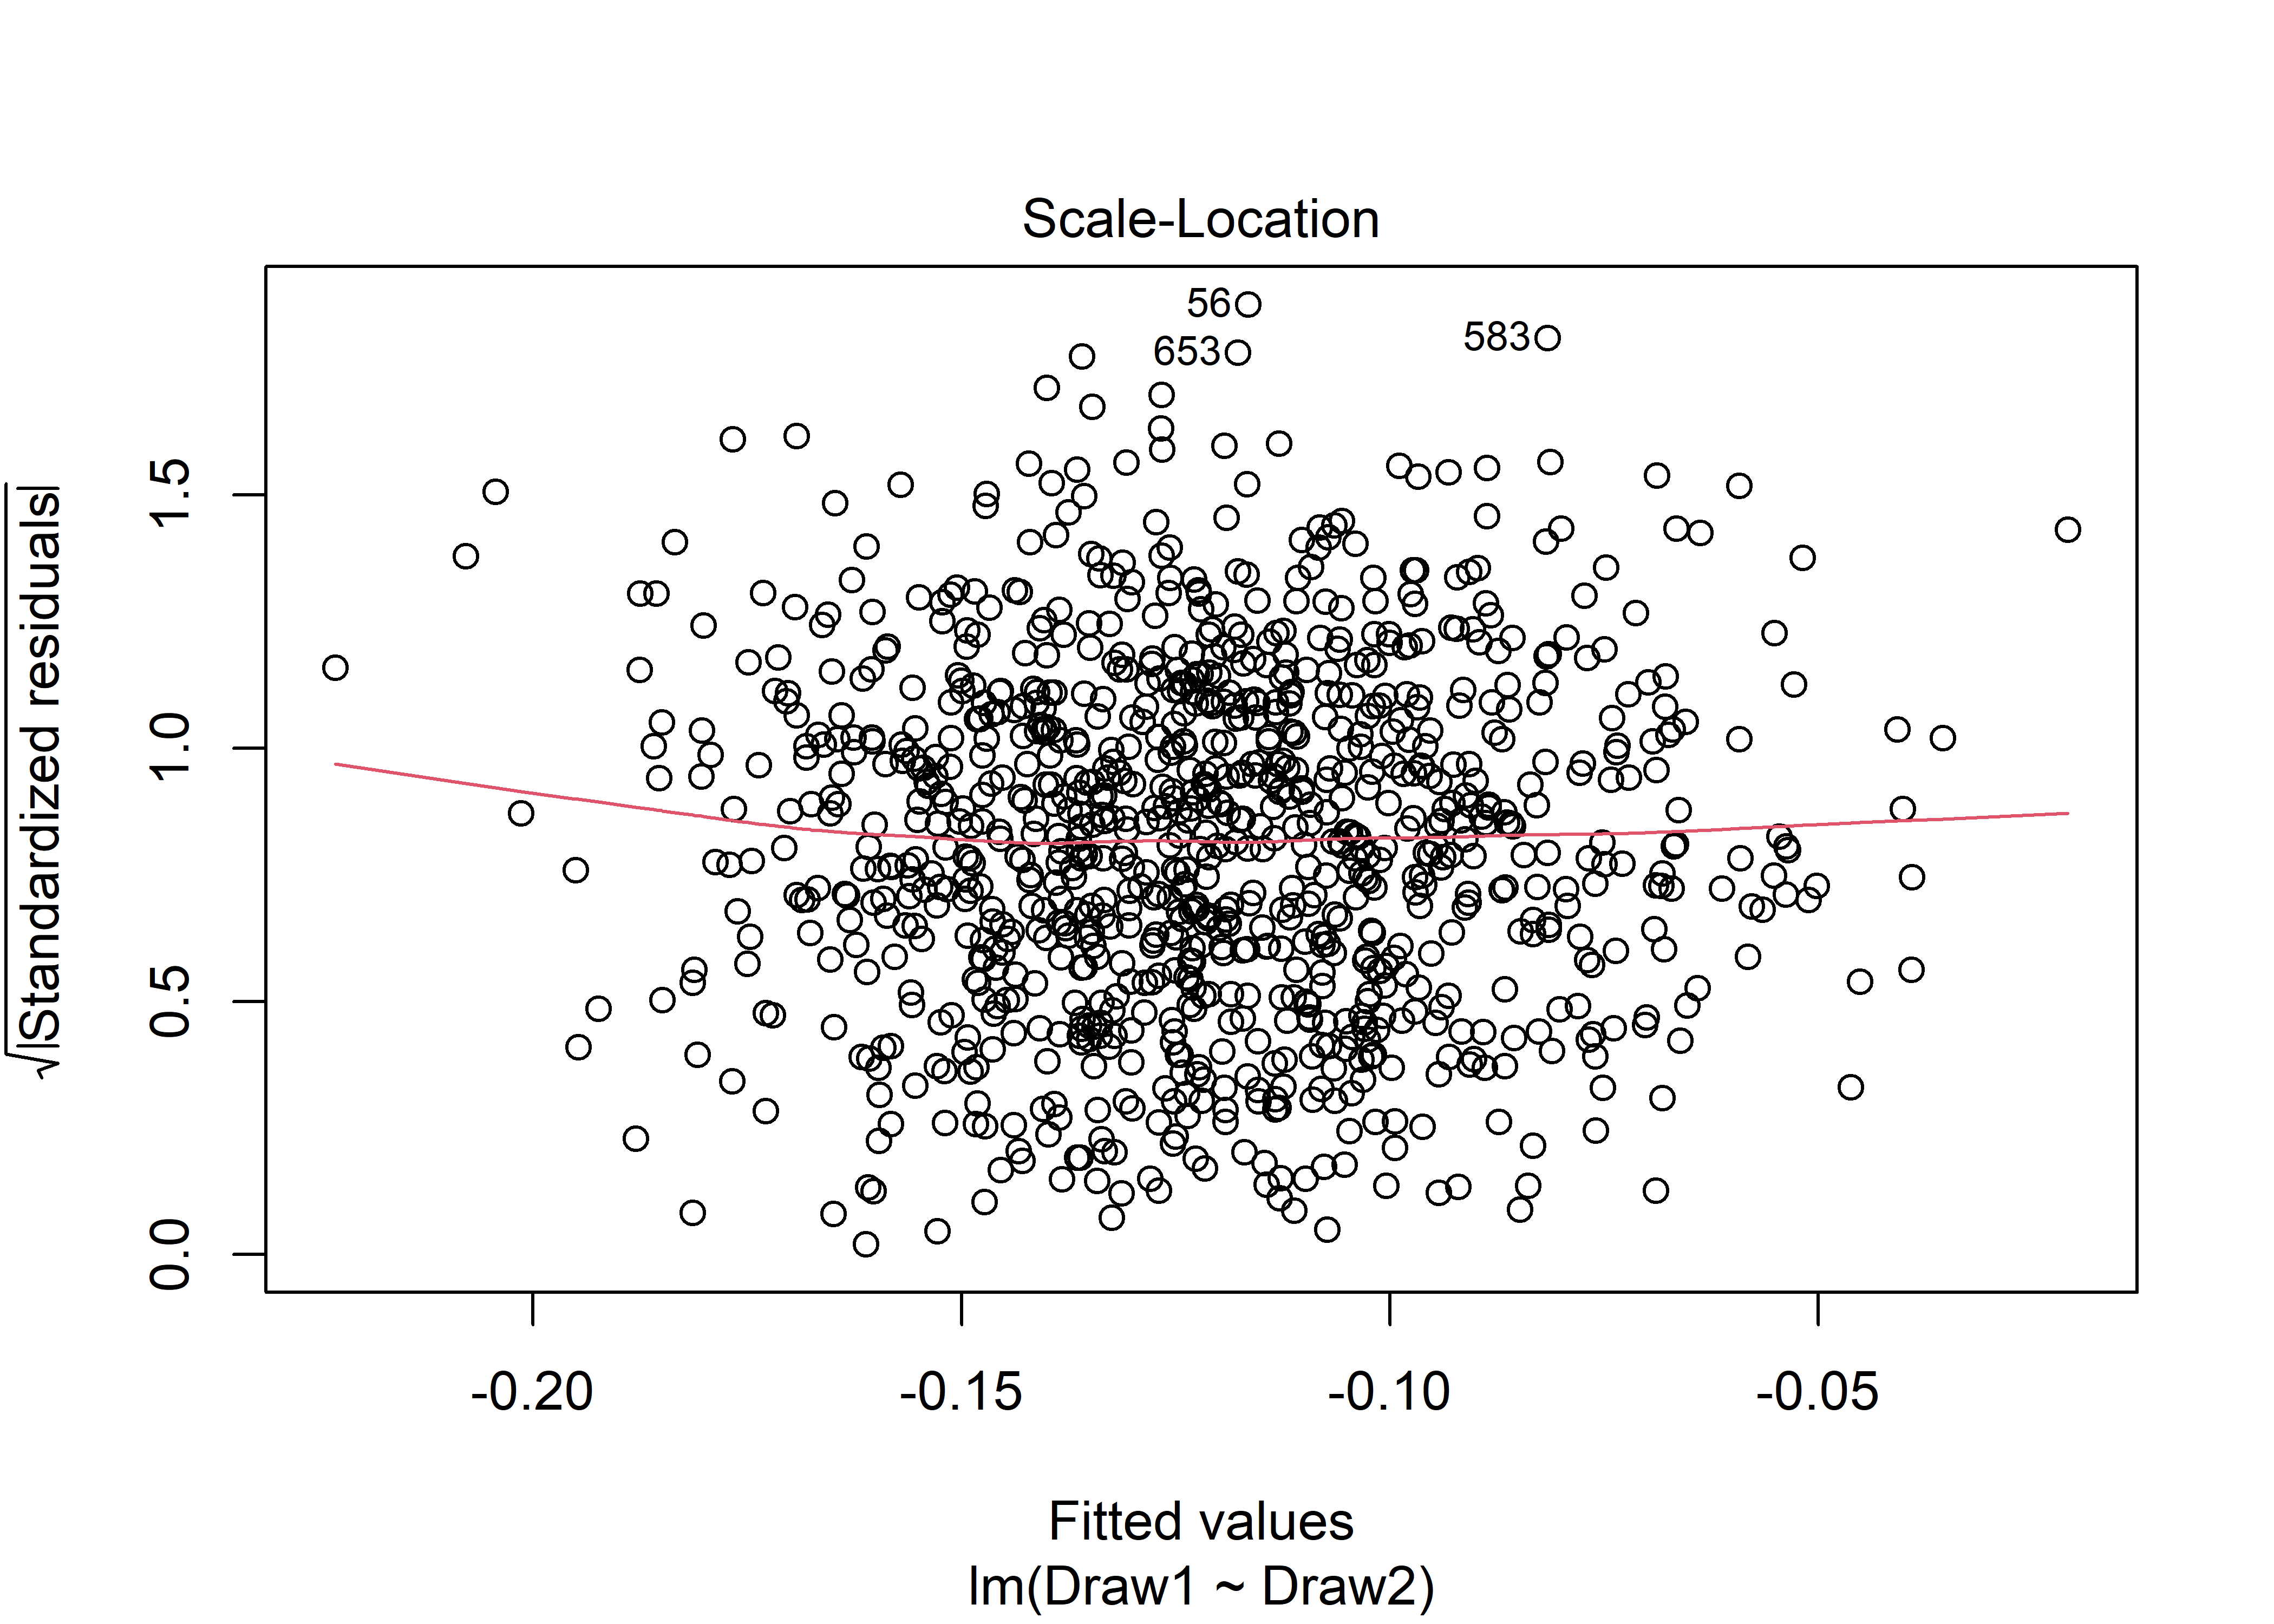 Scale-Location
56
583
653
√|Standardized residuals|
1.5
1.0
0.5
0.0
-0.20 -0.15 -0.10 -0.05
Fitted values
lm(Draw1 ~ Draw2)